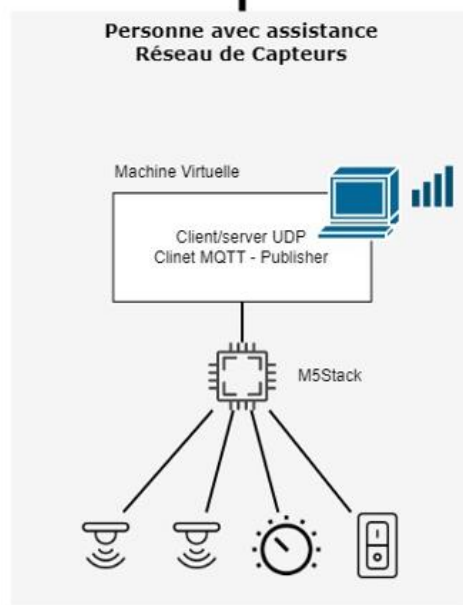 Personne avec assistance
Réseau de Capteurs
Machine Virtuelle
Client/server UDP
Clinet MQTT - Publisher
M5Stack